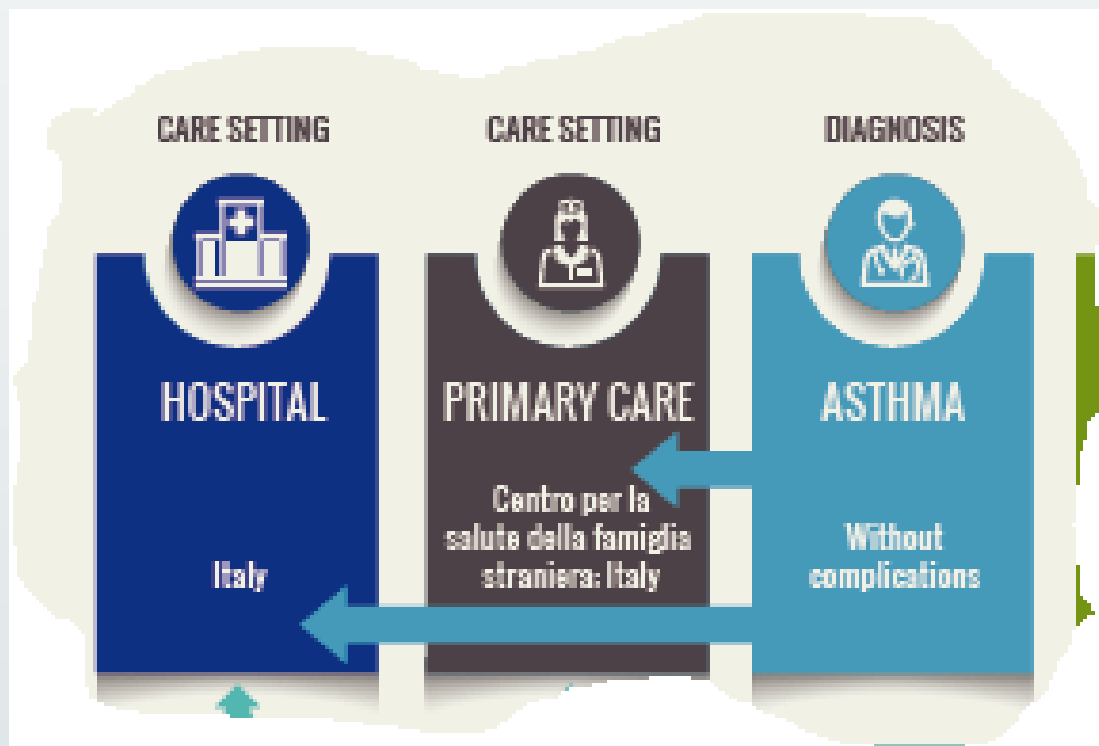 CARE SETTING
CARE SETTING
DIAGNOSIS
HOSPITAL
PRIMARY CARE
ASTHMA
Italy
Centro per la
salute della famiglia
straniera: Italy
Without
complications